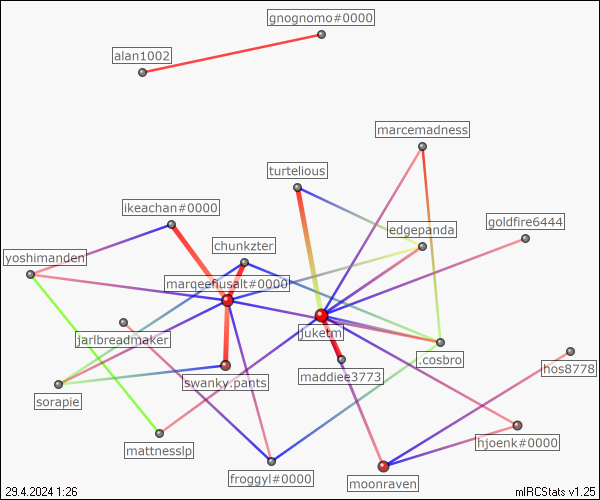 gnognomo#0000
alan1002
marcemadness
turtelious
ikeachan#0000
goldfire6444
edgepanda
chunkzter
yoshimanden
marqeefiusalt#0000
juketm
jarlbreadmaker
.cosbro
hos8778
maddiee3773
swanky.pants
sorapie
hjoenk#0000
mattnesslp
froggyl#0000
moonraven
29.4.2024 1:26
mIRCStats v1.25